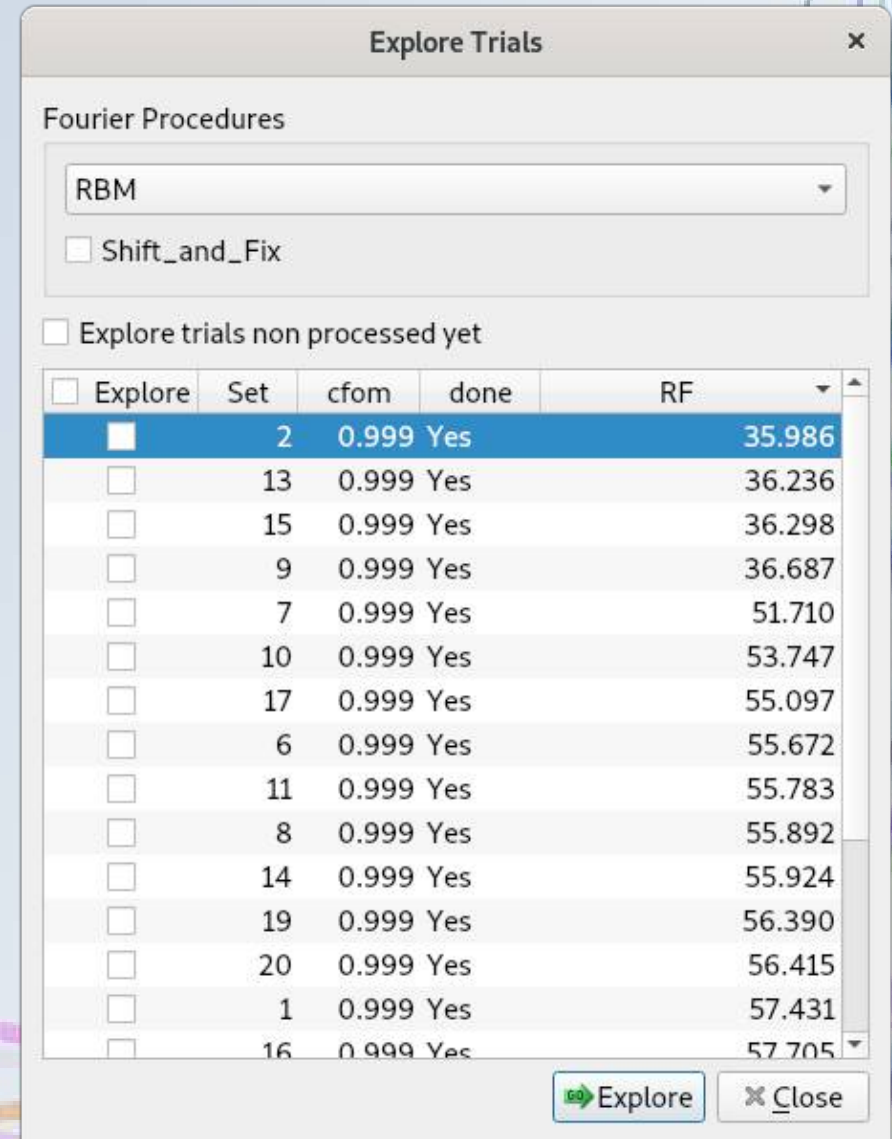 Explore Trials
Fourier Procedures
RBM
Shift_and_Fix
Explore trials non processed yet
Explore Set cfom done RF
2 0.999 Yes 35.986
13 0.999 Yes 36.236
15 0.999 Yes 36.298
9 0.999 Yes 36.687
7 0.999 Yes 51.710
10 0.999 Yes 53.747
17 0.999 Yes 55.097
6 0.999 Yes 55.672
11 0.999 Yes 55.783
8 0.999 Yes 55.892
14 0.999 Yes 55.924
19 0.999 Yes 56.390
20 0.999 Yes 56.415
1 0.999 Yes 57.431
16 0.999 Yes 57.705
GO Explore Close